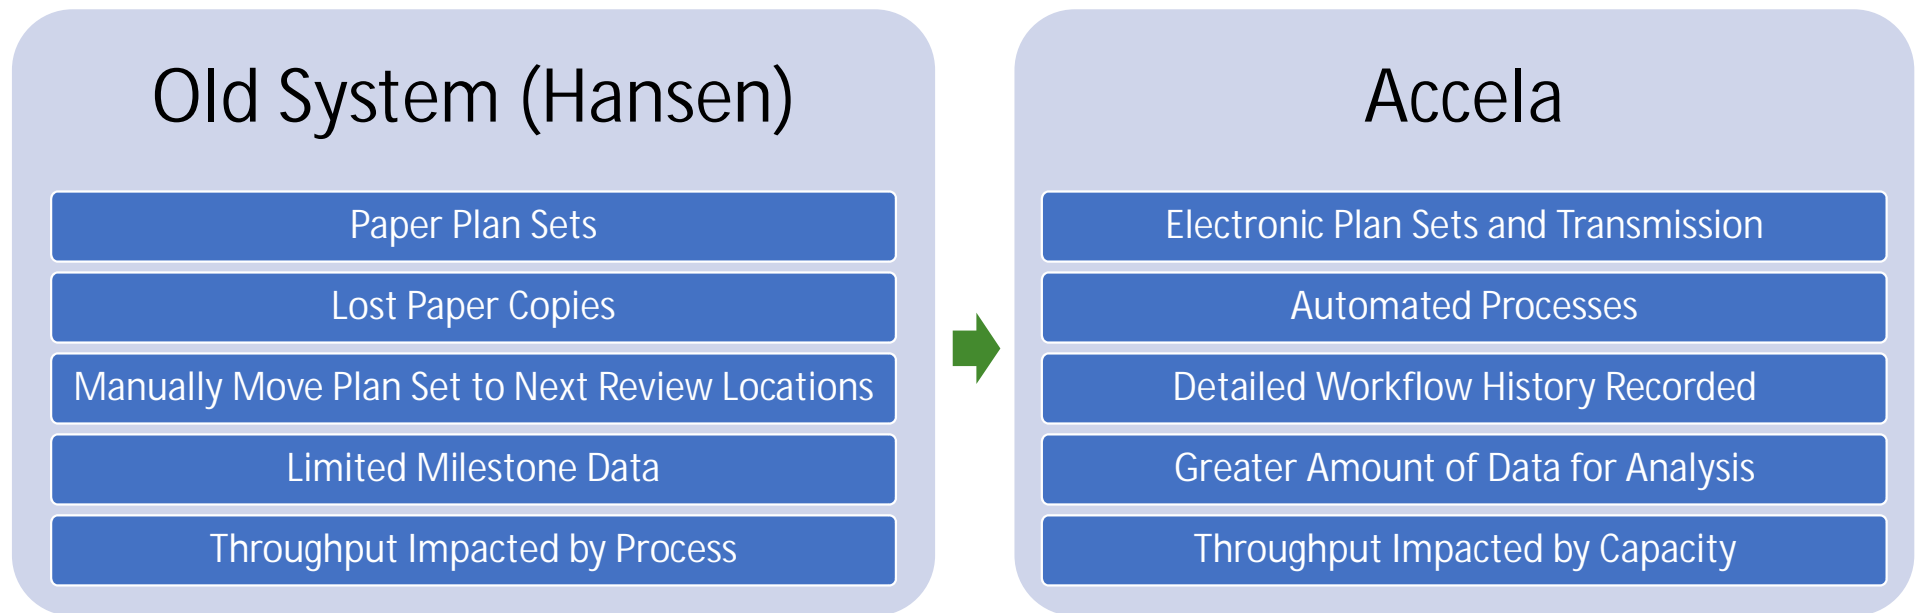 Old System (Hansen)
Paper Plan Sets
Lost Paper Copies
Manually Move Plan Set to Next Review Locations
Limited Milestone Data
Throughput Impacted by Process
Accela
Electronic Plan Sets and Transmission
Automated Processes
Detailed Workflow History Recorded
Greater Amount of Data for Analysis
Throughput Impacted by Capacity